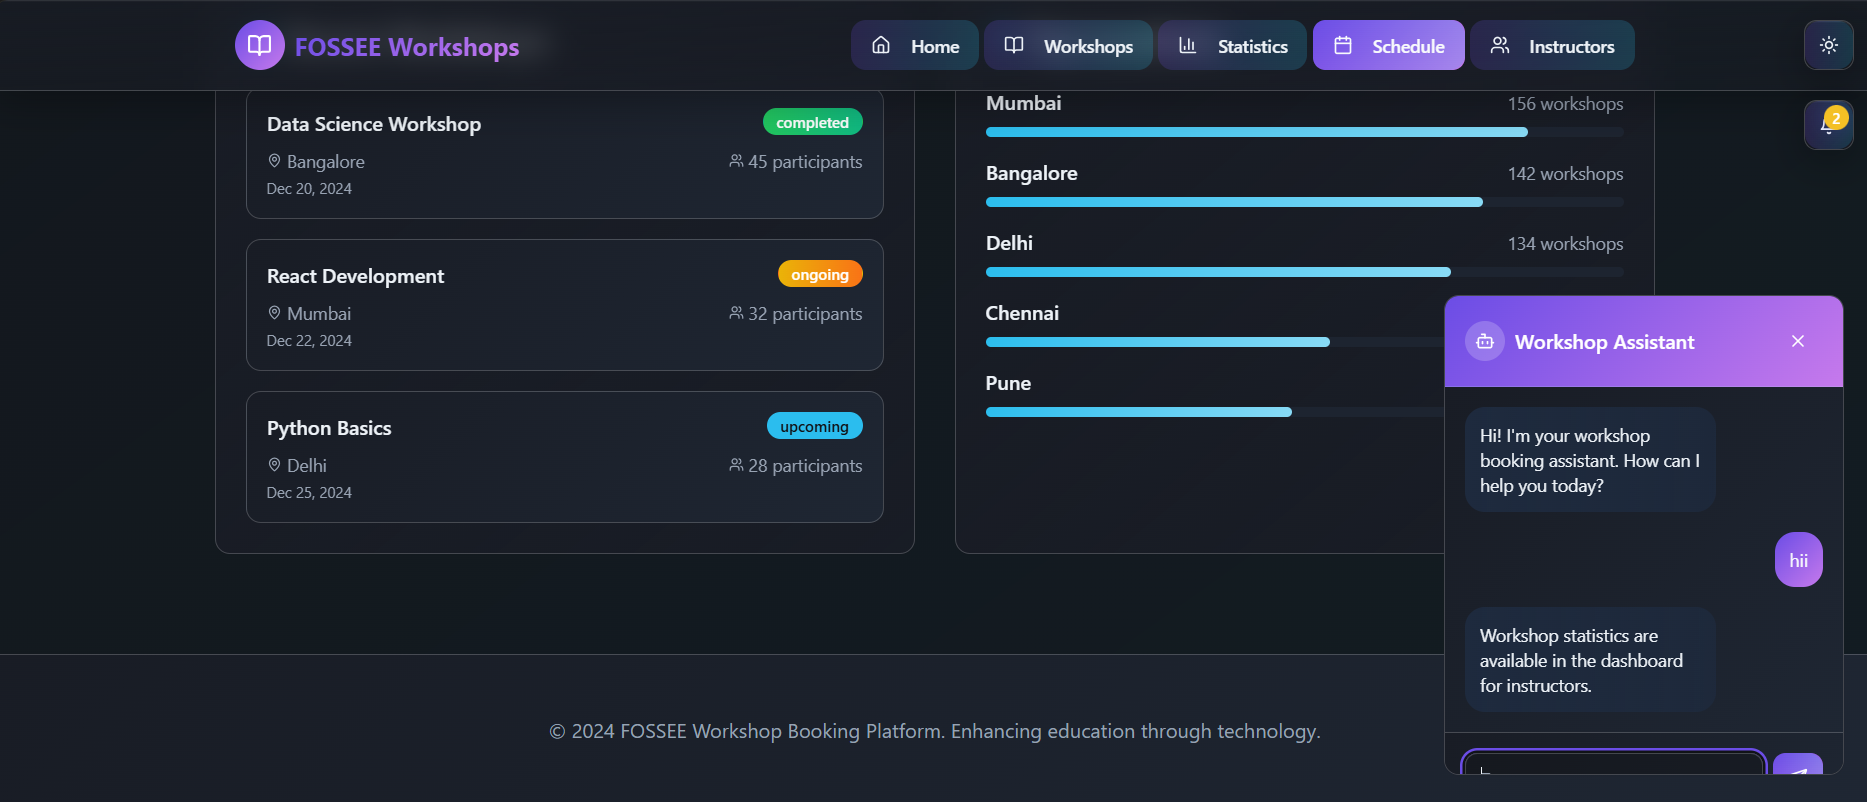 FOSSEE Workshops
Home
Workshops
Statistics
Schedule
Instructors
2
Data Science Workshop
completed
Bangalore
45 participants
Dec 20, 2024
React Development
ongoing
Mumbai
32 participants
Dec 22, 2024
Python Basics
upcoming
Delhi
28 participants
Dec 25, 2024
Mumbai
156 workshops
Bangalore
142 workshops
Delhi
134 workshops
Chennai
Pune
Workshop Assistant
Hi! I'm your workshop
booking assistant. How can I
help you today?
hii
Workshop statistics are
available in the dashboard
for instructors.
© 2024 FOSSEE Workshop Booking Platform. Enhancing education through technology.